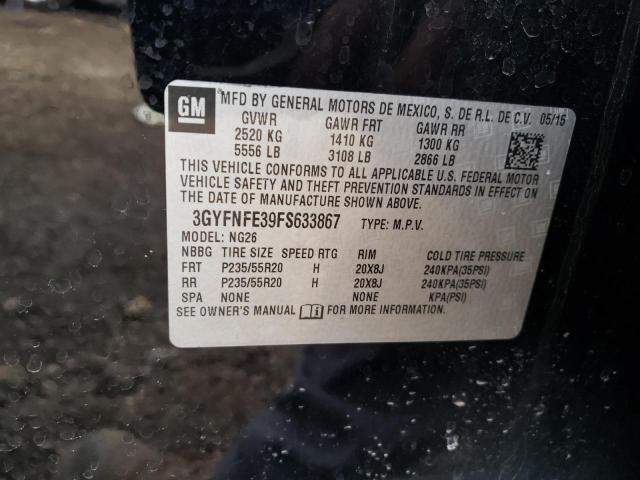 GM MFD BY GENERAL MOTORS DE MEXICO, S. DE R.L. DE C.V. 05/15
GVWR GAWR FRT GAWR RR
2520 KG 1410 KG 1300 KG
5556 LB 3108 LB 2866 LB
THIS VEHICLE CONFORMS TO ALL APPLICABLE U.S. FEDERAL MOTOR
VEHICLE SAFETY AND THEFT PREVENTION STANDARDS IN EFFECT ON
THE DATE OF MANUFACTURE SHOWN ABOVE.
3GYFNFE39FS633867 TYPE: M.P.V.
MODEL: NG26
NBBG TIRE SIZE SPEED RTG RIM COLD TIRE PRESSURE
FRT P235/55R20 H 20X8J 240KPA(35PSI)
RR P235/55R20 H 20X8J 240KPA(35PSI)
SPA NONE NONE KPA(PSI)
SEE OWNER'S MANUAL i FOR MORE INFORMATION.